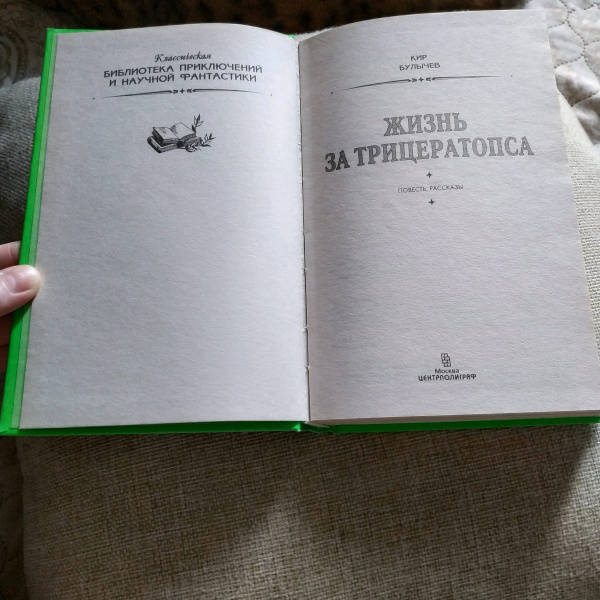 Классическая
БИБЛИОТЕКА ПРИКЛЮЧЕНИЙ
И НАУЧНОЙ ФАНТАСТИКИ
КИР
БУЛЫЧЕВ
ЖИЗНЬ
ЗА ТРИЦЕРАТОПСА
ПОВЕСТЬ, РАССКАЗЫ
Москва
ЦЕНТРПОЛИГРАФ